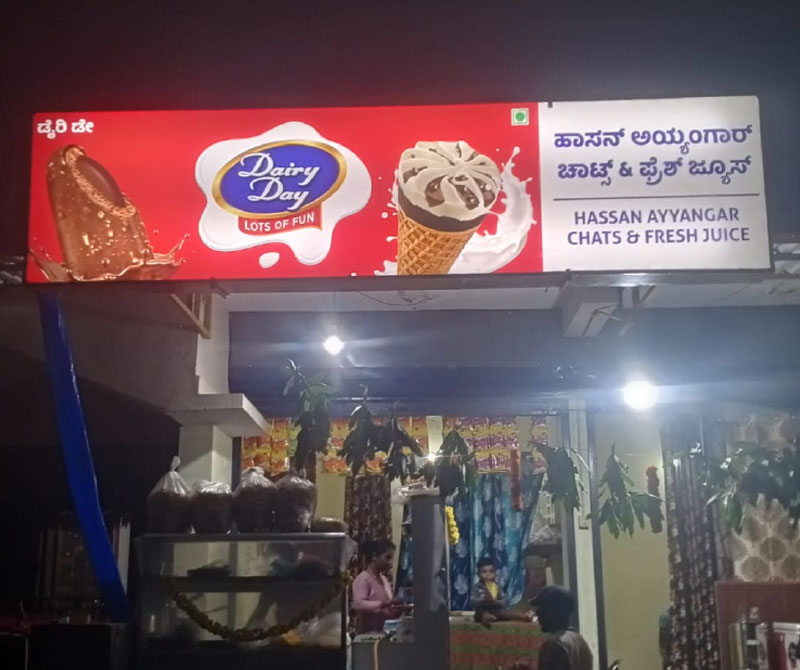 ಡೈರಿ ಡೇ
Dairy
Day
LOTS OF FUN
ಹಾಸನ್ ಅಯ್ಯಂಗಾರ್
ಚಾಟ್ಸ್ & ಫ್ರೆಶ್ ಜ್ಯೂಸ್
HASSAN AYYANGAR
CHATS & FRESH JUICE